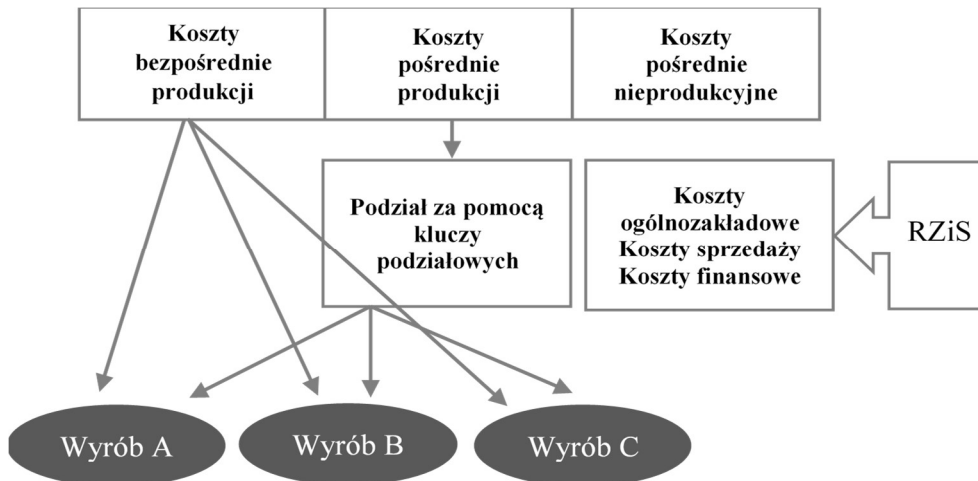 Koszty
bezpośrednie
produkcji
Koszty
pośrednie
produkcji
Koszty
pośrednie
nieprodukcyjne
Podział za pomocą
kluczy
podziałowych
Koszty
ogólnozakładowe
Koszty sprzedaży
Koszty finansowe
RZiS
Wyrób A
Wyrób B
Wyrób C